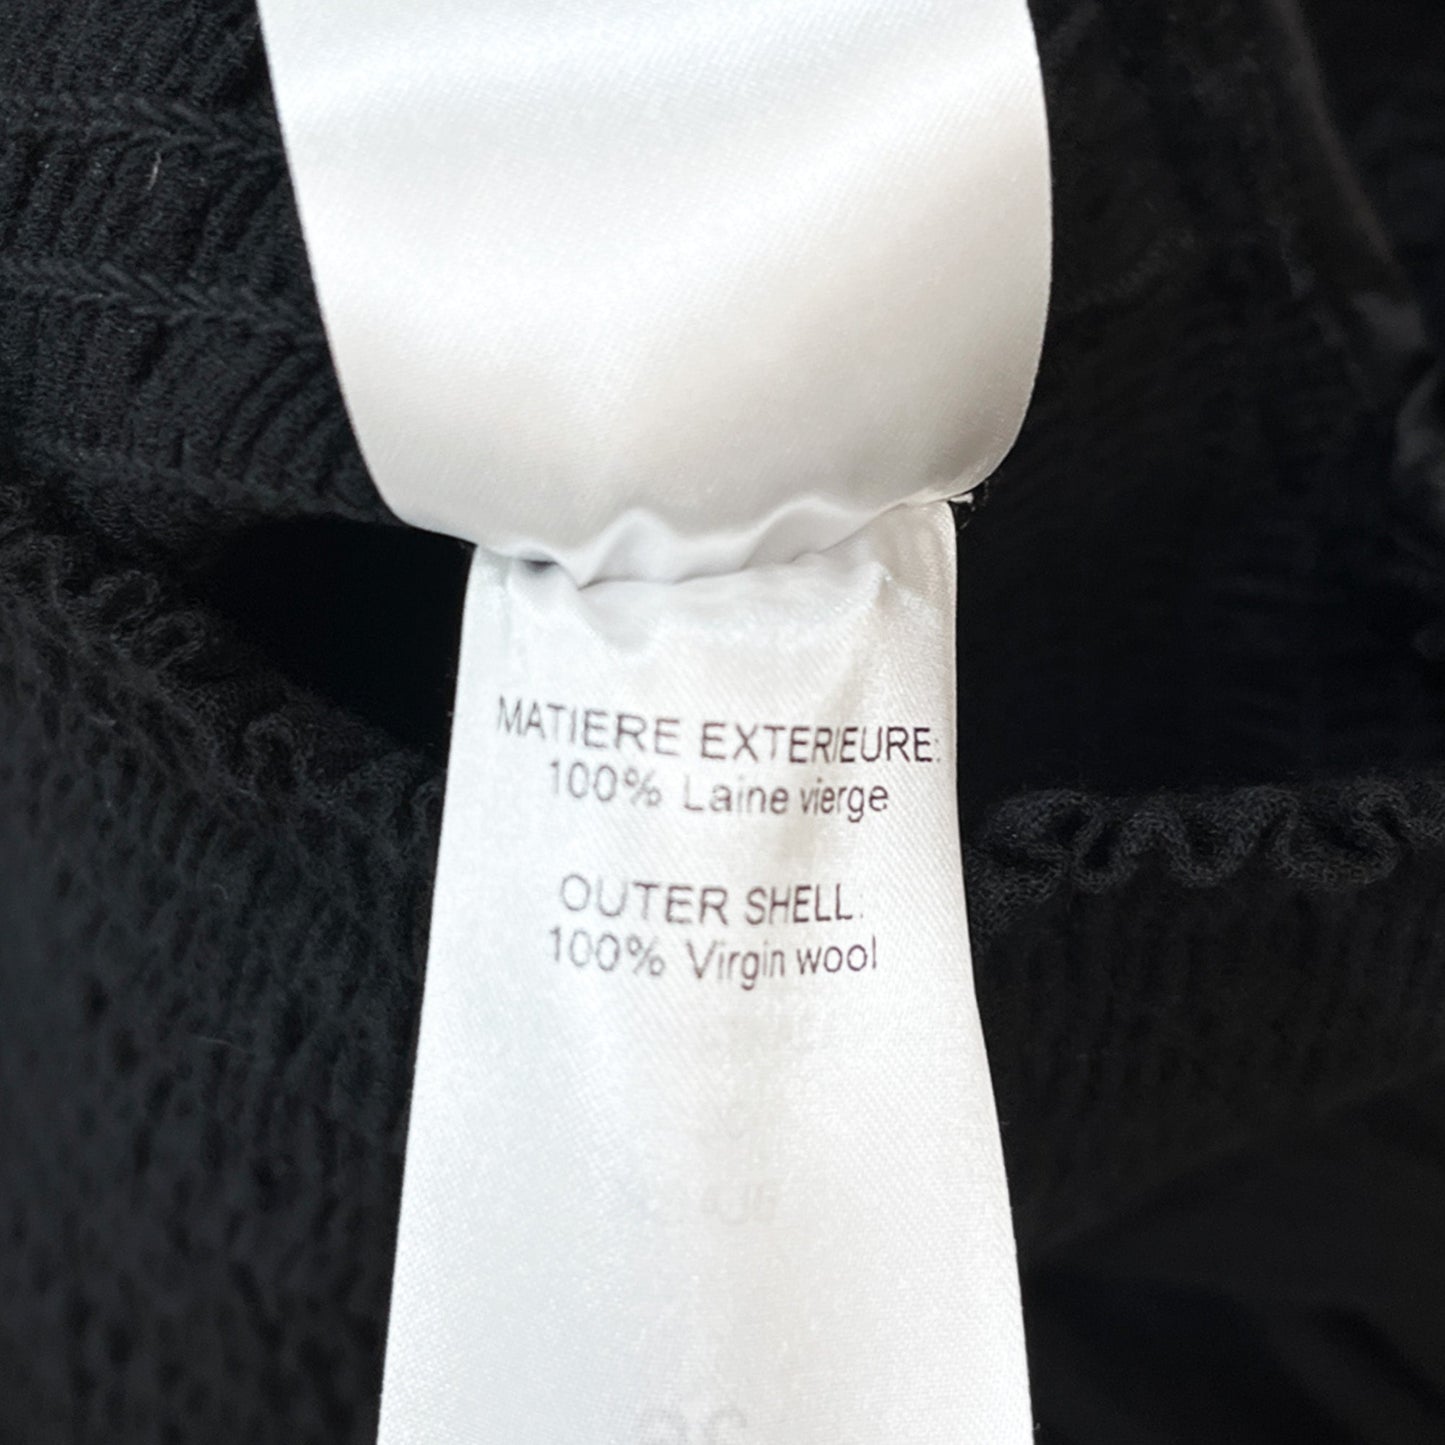 MATIERE EXTERIEURE:
100% Laine vierge
OUTER SHELL:
100% Virgin wool